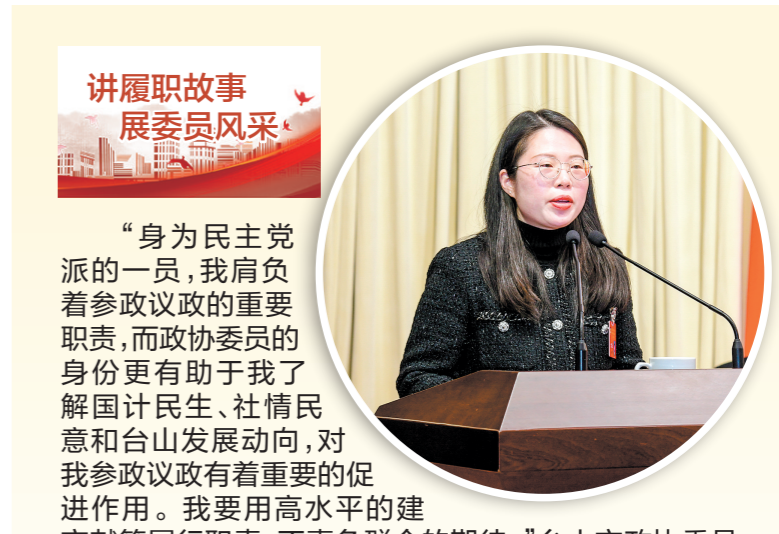 讲履职故事
展委员风采
“身为民主党
派的一员,我肩负
着参政议政的重要
职责,而政协委员的
身份更有助于我了
解国计民生、社情民
意和台山发展动向,对
我参政议政有着重要的促
进作用。我要用高水平的建